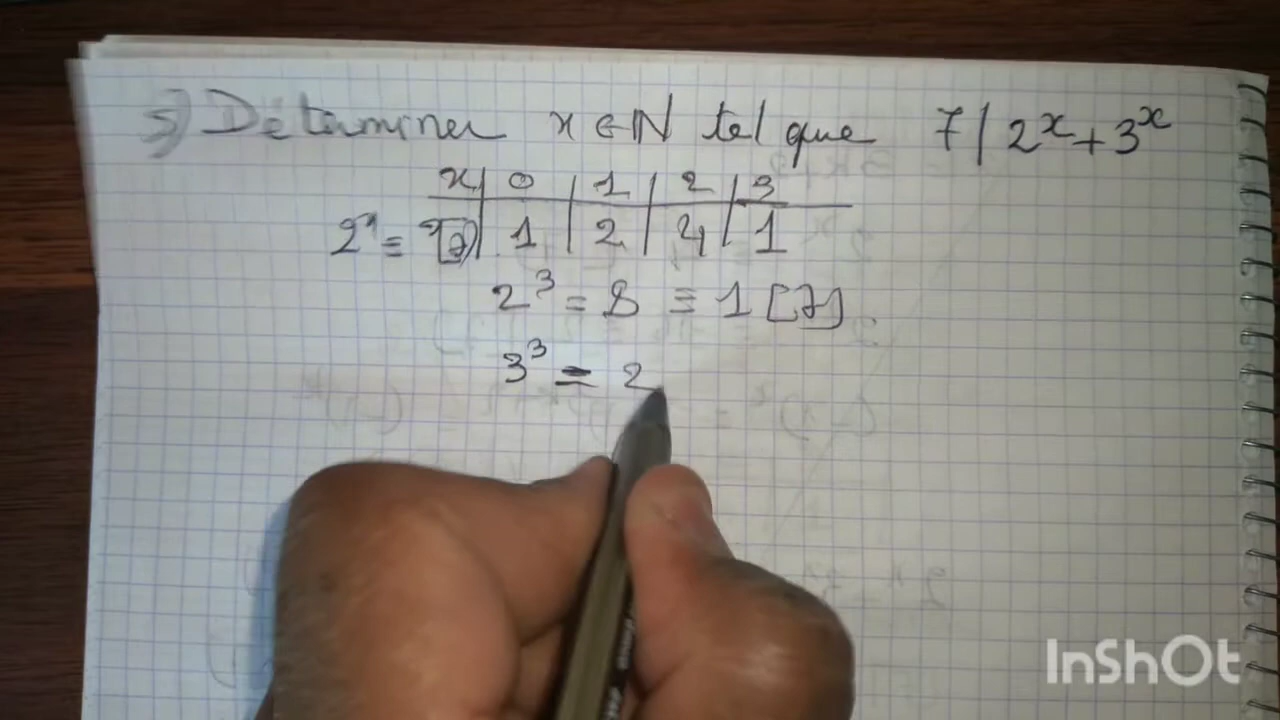 5) Déterminer x ∈ ℕ tel que 7 | 2^x + 3^x
x | 0 | 1 | 2 | 3
2^x ≡ [7] | 1 | 2 | 4 | 1
2^3 = 8 ≡ 1 [7]
3^3 = 2
InShOt